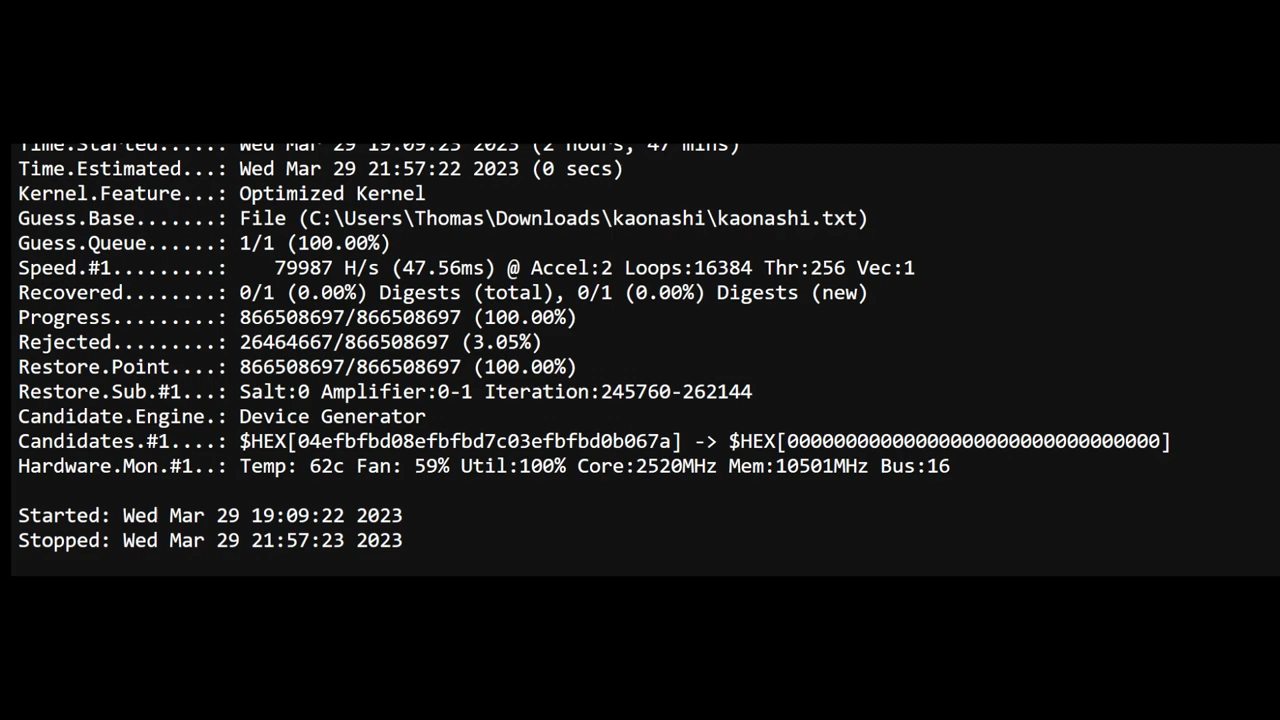 Time.Started.....: Wed Mar 29 19:09:23 2023 (2 hours, 47 mins)
Time.Estimated...: Wed Mar 29 21:57:22 2023 (0 secs)
Kernel.Feature...: Optimized Kernel
Guess.Base.......: File (C:\Users\Thomas\Downloads\kaonashi\kaonashi.txt)
Guess.Queue......: 1/1 (100.00%)
Speed.#1.........:    79987 H/s (47.56ms) @ Accel:2 Loops:16384 Thr:256 Vec:1
Recovered........: 0/1 (0.00%) Digests (total), 0/1 (0.00%) Digests (new)
Progress.........: 866508697/866508697 (100.00%)
Rejected.........: 26464667/866508697 (3.05%)
Restore.Point....: 866508697/866508697 (100.00%)
Restore.Sub.#1...: Salt:0 Amplifier:0-1 Iteration:245760-262144
Candidate.Engine.: Device Generator
Candidates.#1....: $HEX[04efbfbd08efbfbd7c03efbfbd0b067a] -> $HEX[00000000000000000000000000000000]
Hardware.Mon.#1..: Temp: 62c Fan: 59% Util:100% Core:2520MHz Mem:10501MHz Bus:16
Started: Wed Mar 29 19:09:22 2023
Stopped: Wed Mar 29 21:57:23 2023